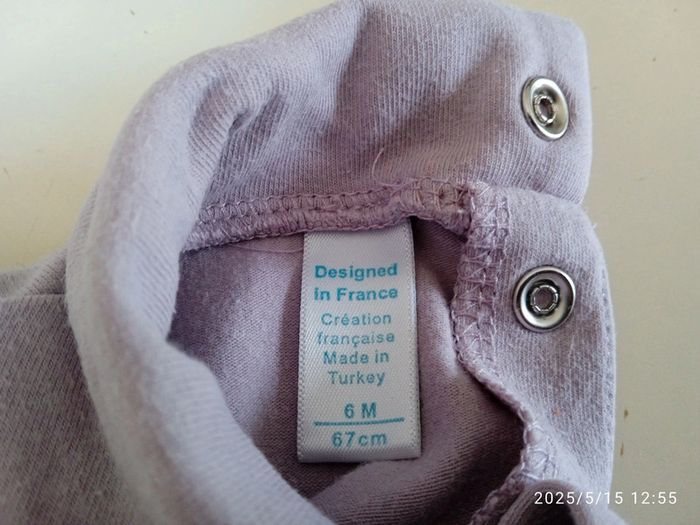 Designed
in France
Création
française
Made in
Turkey
6 M
67cm
2025/5/15 12:55